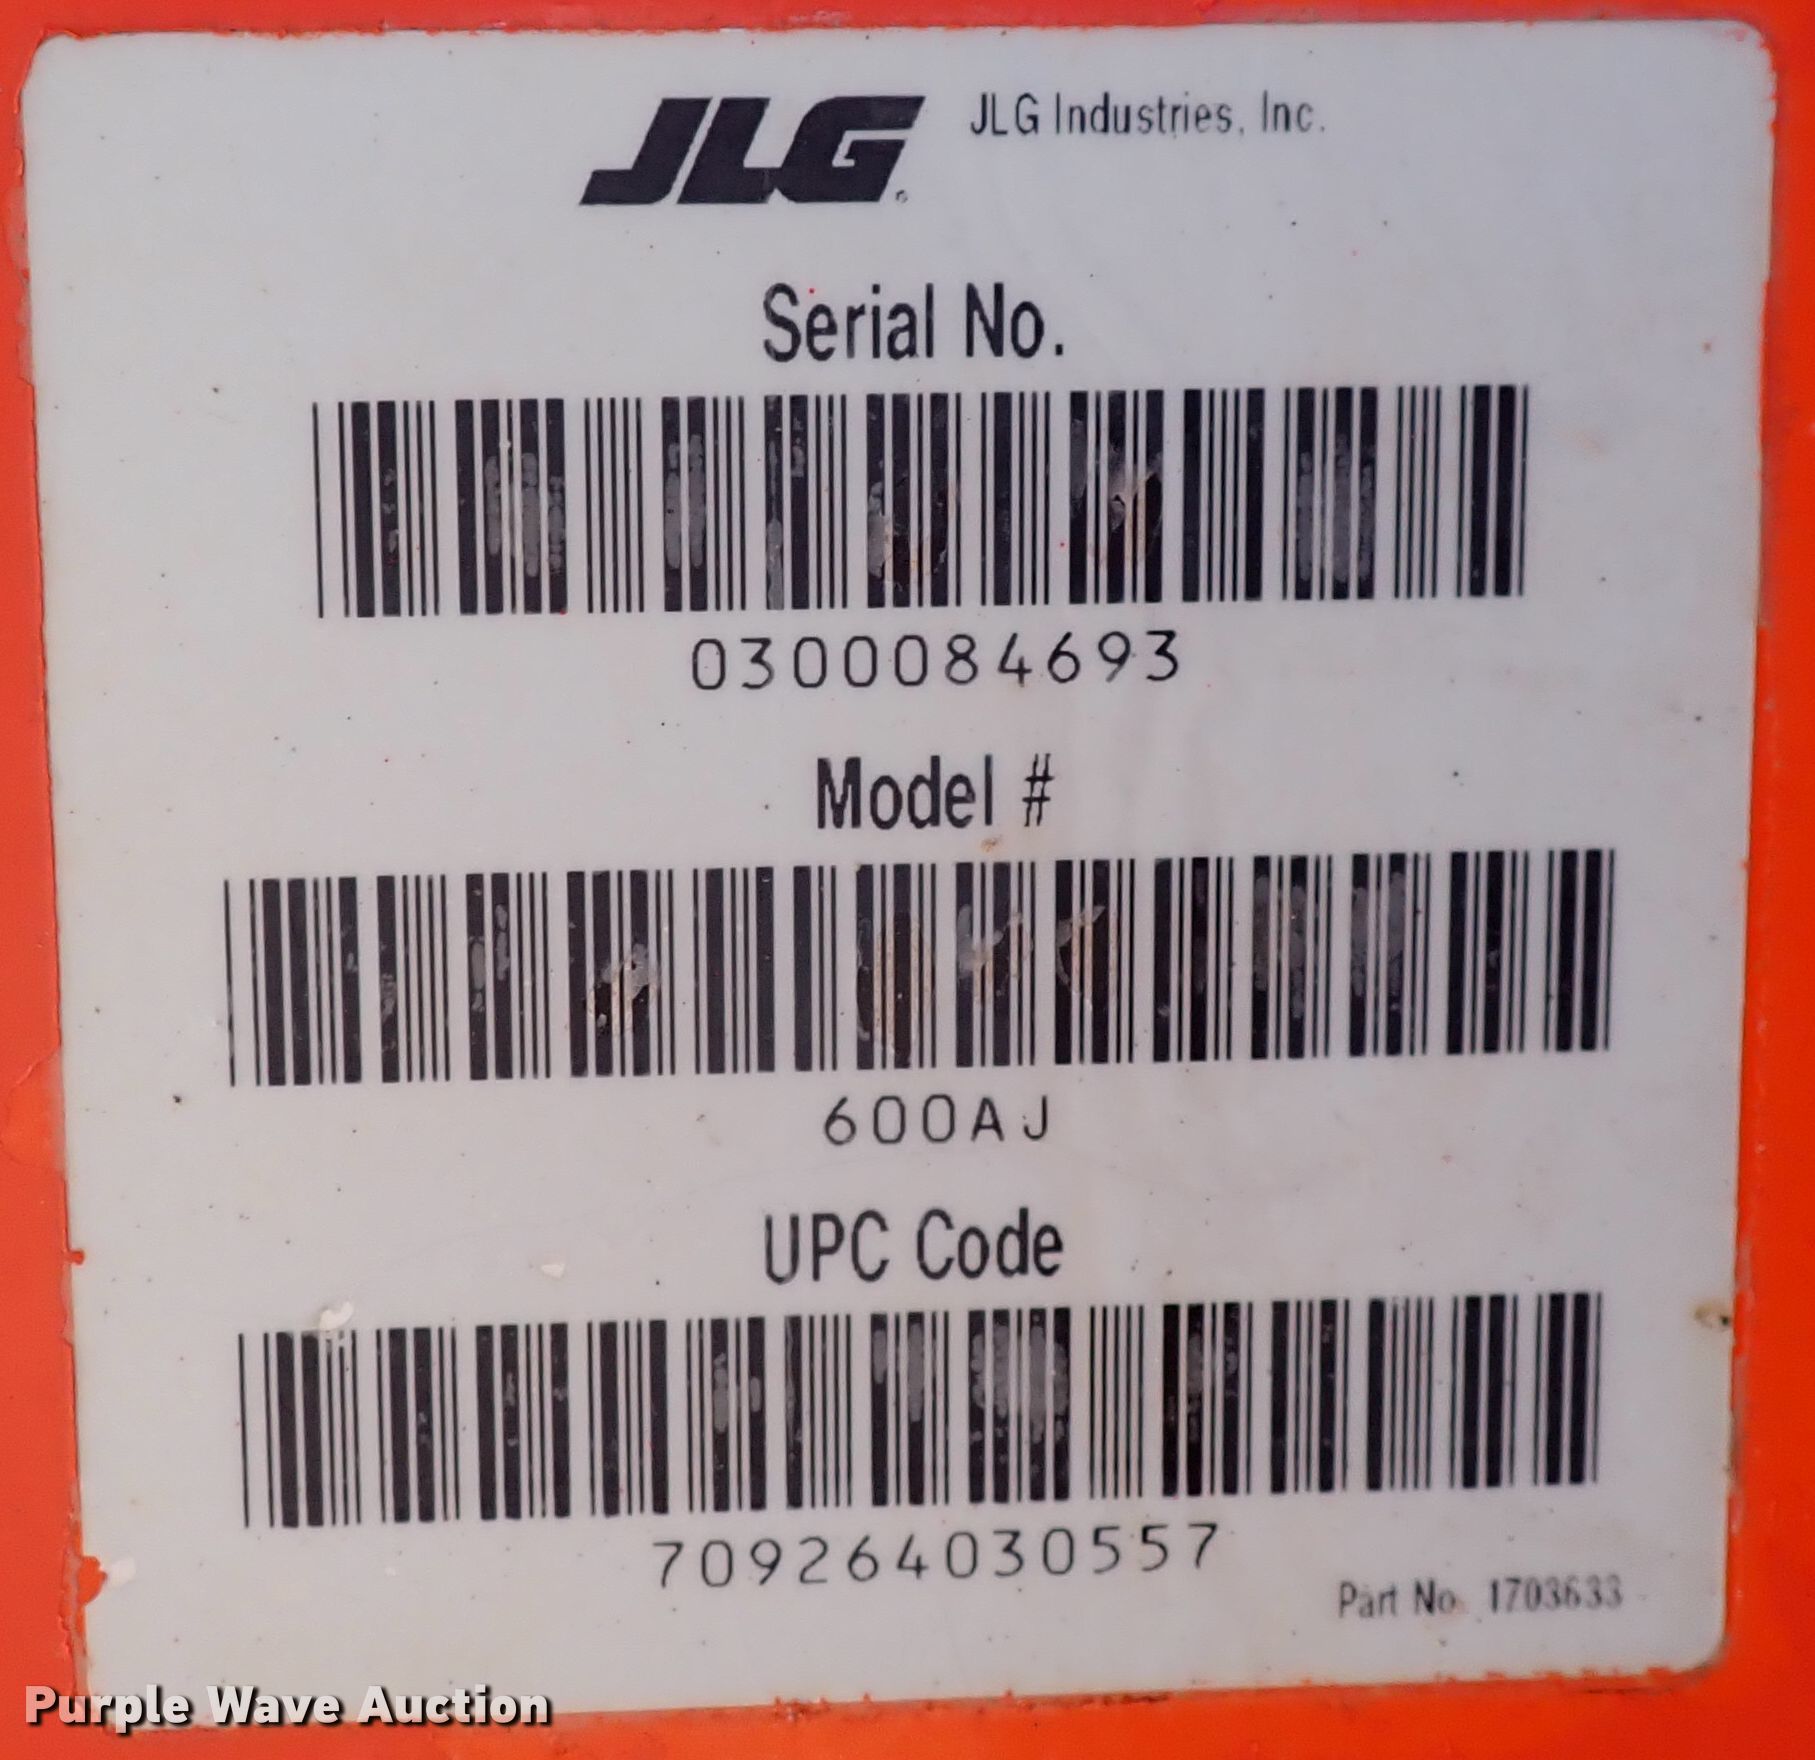 JLG
JLG Industries, Inc.
Serial No.
0300084693
Model #
600AJ
UPC Code
709264030557
Part No. 1703633
Purple Wave Auction